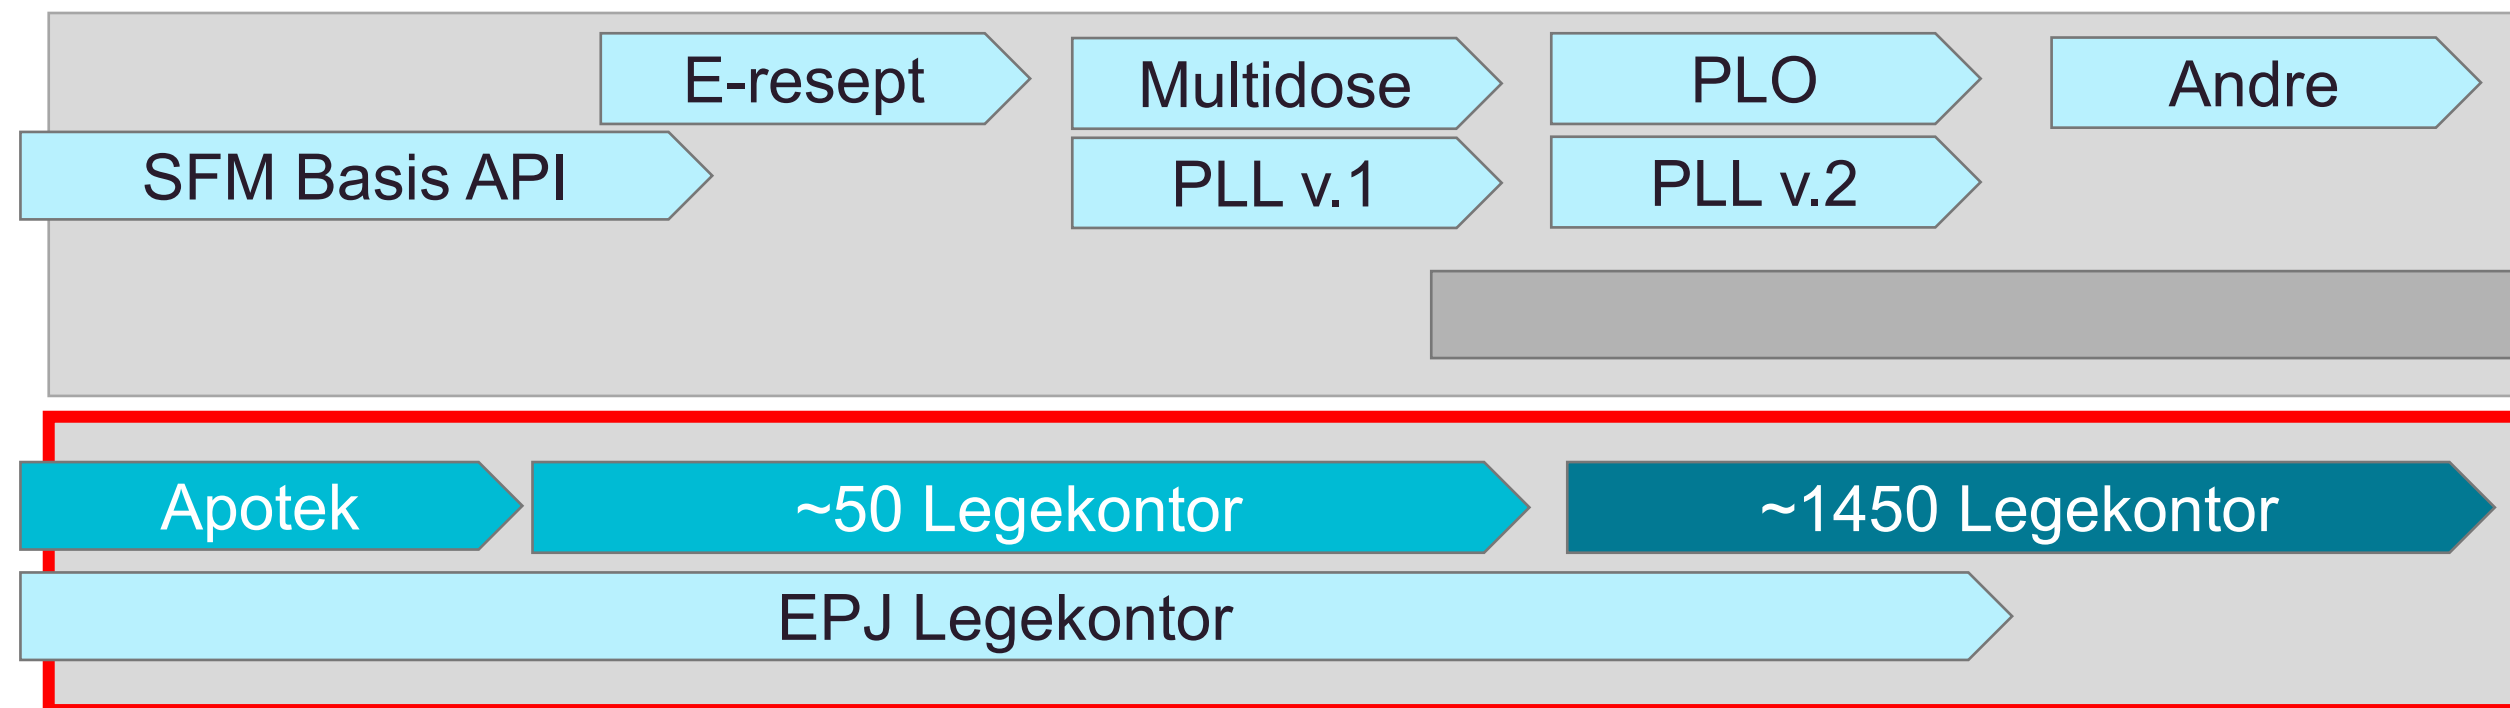 E-resept
Multidose
PLO
Andre
SFM Basis API
PLL v.1
PLL v.2
Apotek
~50 Legekontor
~1450 Legekontor
EPJ Legekontor